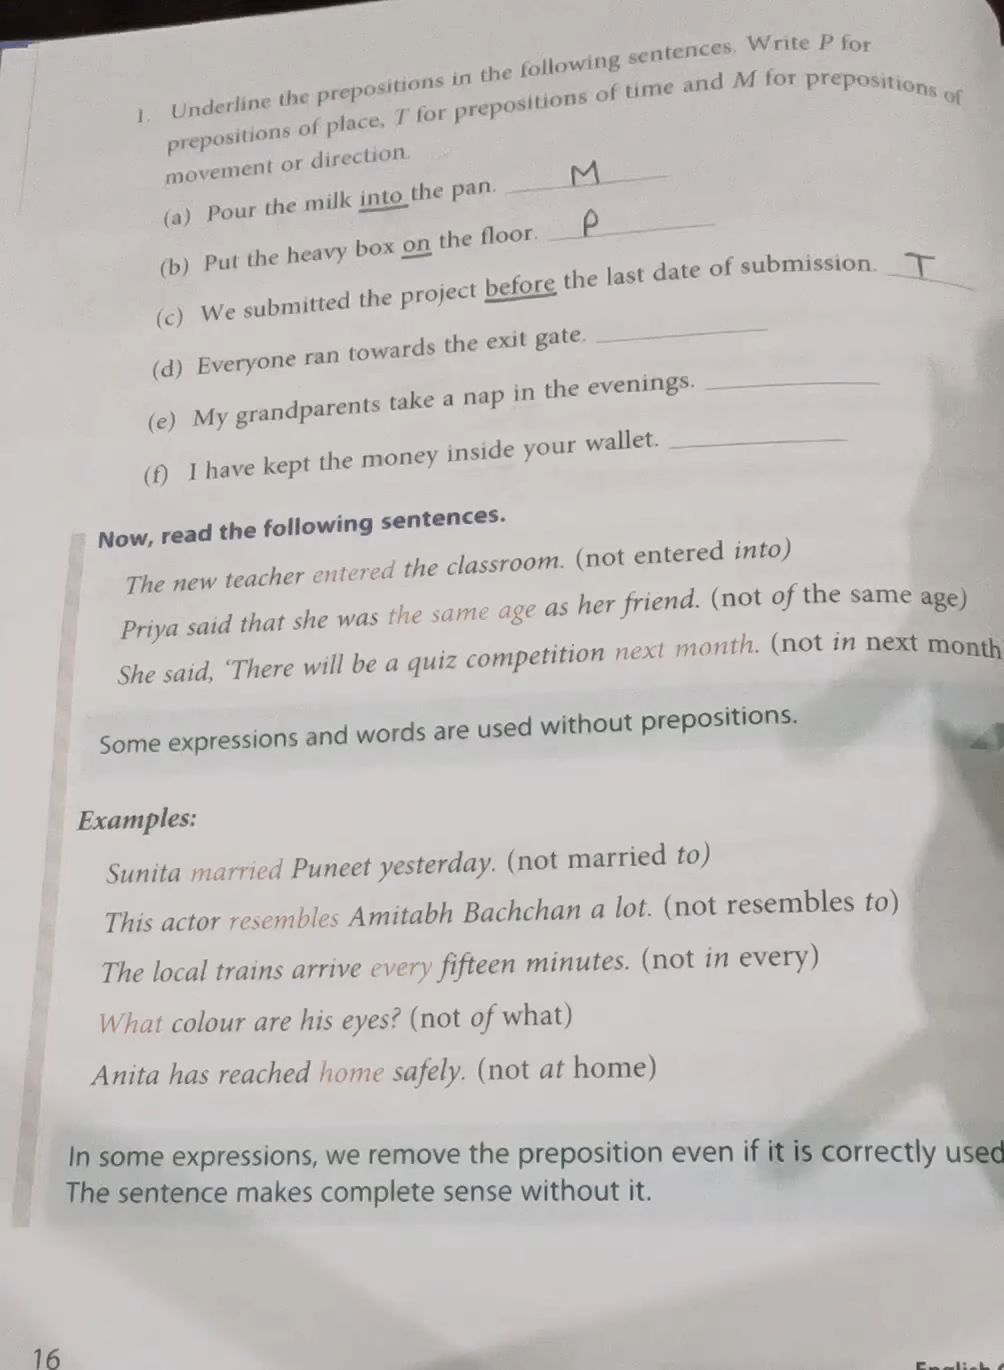 1. Underline the prepositions in the following sentences. Write P for
prepositions of place, T for prepositions of time and M for prepositions of
movement or direction.
(a) Pour the milk into the pan. M
(b) Put the heavy box on the floor. P
(c) We submitted the project before the last date of submission. T
(d) Everyone ran towards the exit gate.
(e) My grandparents take a nap in the evenings.
(f) I have kept the money inside your wallet.
Now, read the following sentences.
The new teacher entered the classroom. (not entered into)
Priya said that she was the same age as her friend. (not of the same age)
She said, ‘There will be a quiz competition next month. (not in next month
Some expressions and words are used without prepositions.
Examples:
Sunita married Puneet yesterday. (not married to)
This actor resembles Amitabh Bachchan a lot. (not resembles to)
The local trains arrive every fifteen minutes. (not in every)
What colour are his eyes? (not of what)
Anita has reached home safely. (not at home)
In some expressions, we remove the preposition even if it is correctly used
The sentence makes complete sense without it.
16
English